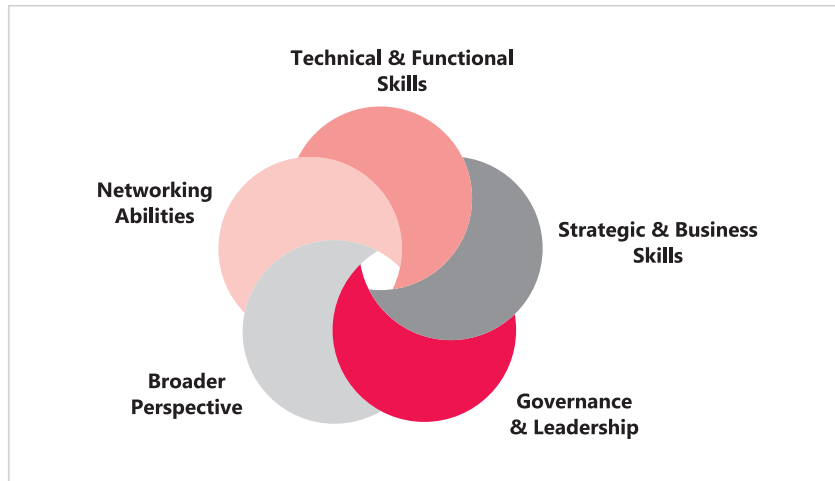 Technical & Functional
Skills
Networking
Abilities
Strategic & Business
Skills
Broader
Perspective
Governance
& Leadership